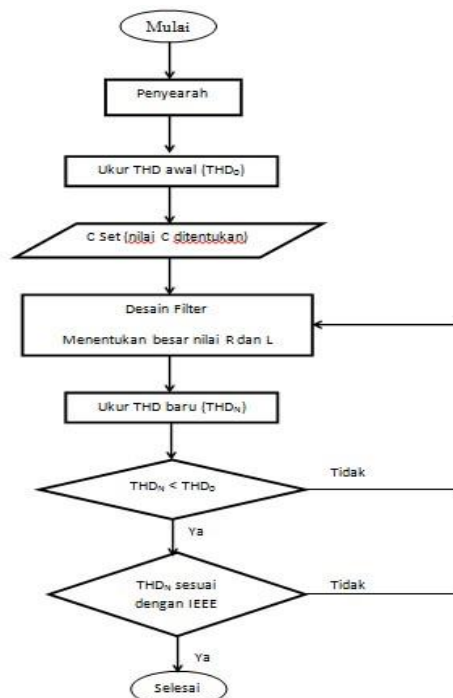 Mulai
Penyearah
Ukur THD awal (THD₀)
C Set (nilai C ditentukan)
Desain Filter
Menentukan besar nilai R dan L
Ukur THD baru (THDN)
THDN < THD₀
Tidak
Ya
THDN sesuai
dengan IEEE
Tidak
Ya
Selesai